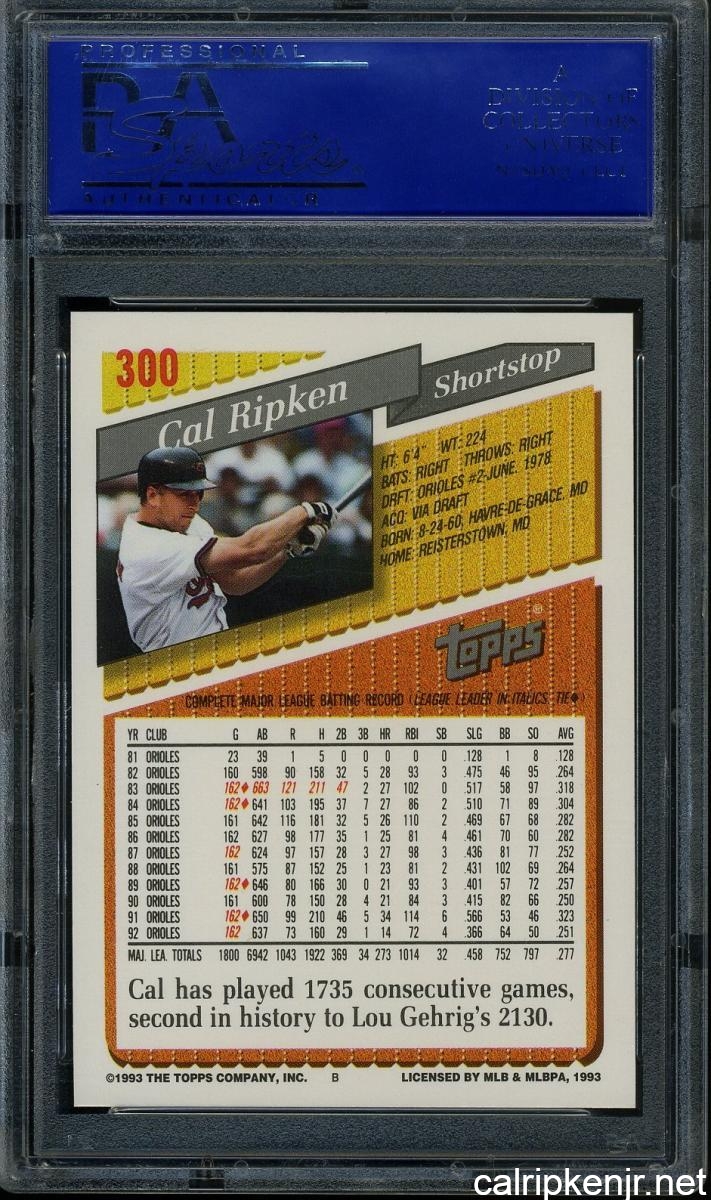 PROFESSIONAL
PSA
Sports
AUTHENTICATOR
A
DIVISION OF
COLLECTORS
UNIVERSE
300
Cal Ripken
Shortstop
HT: 6'4" WT: 224
BATS: RIGHT THROWS: RIGHT
DRFT: ORIOLES #2-JUNE, 1978
ACQ: VIA DRAFT
BORN: 8-24-60, HAVRE-DE-GRACE, MD
HOME: REISTERSTOWN, MD
TOPPS®
COMPLETE MAJOR LEAGUE BATTING RECORD (LEAGUE LEADER IN ITALICS, TIE♦)
YR CLUB G AB R H 2B 3B HR RBI SB SLG BB SO AVG
81 ORIOLES 23 39 1 5 0 0 0 0 0 .128 1 8 .128
82 ORIOLES 160 598 90 158 32 5 28 93 3 .475 46 95 .264
83 ORIOLES 162♦ 663 121 211 47 2 27 102 0 .517 58 97 .318
84 ORIOLES 162♦ 641 103 195 37 7 27 86 2 .510 71 89 .304
85 ORIOLES 161 642 116 181 32 5 26 110 2 .469 67 68 .282
86 ORIOLES 162 627 98 177 35 1 25 81 4 .461 70 60 .282
87 ORIOLES 162 624 97 157 28 3 27 98 3 .436 81 77 .252
88 ORIOLES 161 575 87 152 25 1 23 81 2 .431 102 69 .264
89 ORIOLES 162♦ 646 80 166 30 0 21 93 3 .401 57 72 .257
90 ORIOLES 161 600 78 150 28 4 21 84 3 .415 82 66 .250
91 ORIOLES 162♦ 650 99 210 46 5 34 114 6 .566 53 46 .323
92 ORIOLES 162 637 73 160 29 1 14 72 4 .366 64 50 .251
MAJ. LEA. TOTALS 1800 6942 1043 1922 369 34 273 1014 32 .458 752 797 .277
Cal has played 1735 consecutive games,
second in history to Lou Gehrig's 2130.
©1993 THE TOPPS COMPANY, INC. B LICENSED BY MLB & MLBPA, 1993
calripkenjr.net